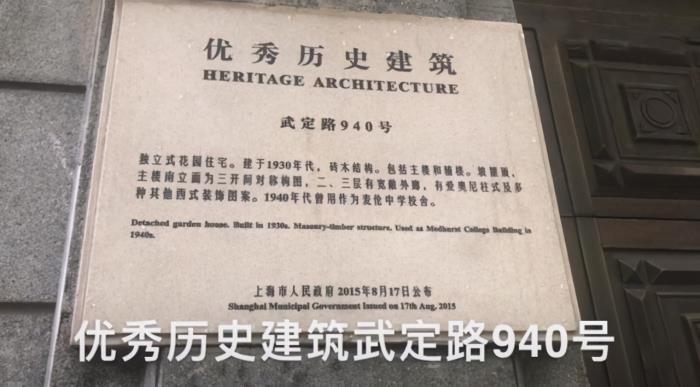 优秀历史建筑
HERITAGE ARCHITECTURE
武定路940号
独立式花园住宅。建于1930年代，砖木结构。包括主楼和辅楼。坡屋顶，
主楼南立面为三开间对称构图，二、三层有宽敞外廊，有爱奥尼柱式及多
种其他西式装饰图案。1940年代曾用作为麦伦中学校舍。
Detached garden house. Built in 1930s. Masonry-timber structure. Used as Medhurst College Building in
1940s.
上海市人民政府2015年8月17日公布
Shanghai Municipal Government Issued on 17th Aug, 2015
优秀历史建筑武定路940号